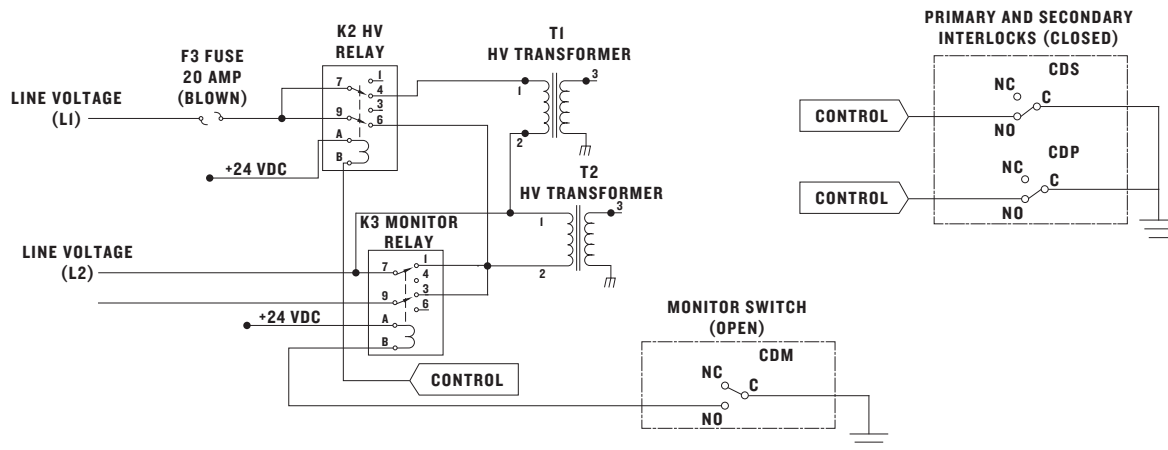 K2 HV
RELAY
F3 FUSE
20 AMP
(BLOWN)
LINE VOLTAGE
(L1)
7
9
A
B
1
4
3
6
+24 VDC
T1
HV TRANSFORMER
1
2
3
T2
HV TRANSFORMER
1
2
3
K3 MONITOR
RELAY
LINE VOLTAGE
(L2)
7
9
A
B
1
4
3
6
+24 VDC
CONTROL
PRIMARY AND SECONDARY
INTERLOCKS (CLOSED)
CDS
NC
C
NO
CONTROL
CDP
NC
C
NO
CONTROL
MONITOR SWITCH
(OPEN)
CDM
NC
C
NO